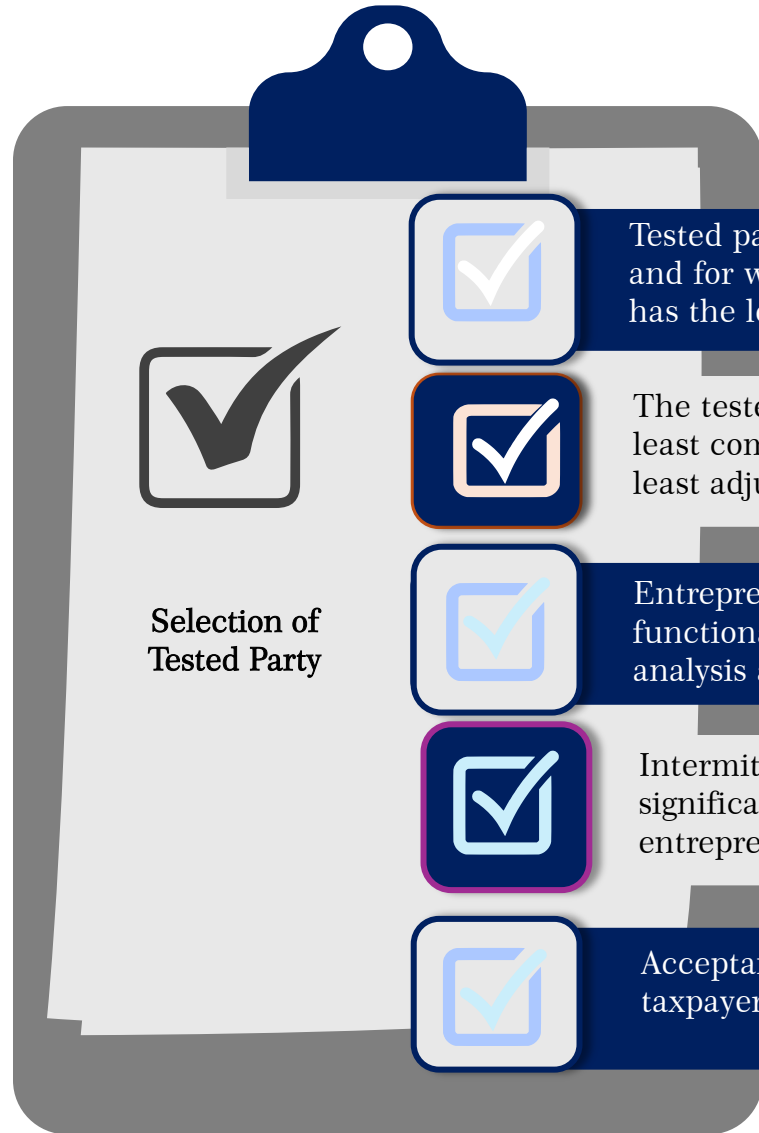 Selection of
Tested Party
Tested pa
and for w
has the le
The teste
least con
least adju
Entrepre
functiona
analysis a
Intermit
significa
entrepre
Acceptan
taxpayer